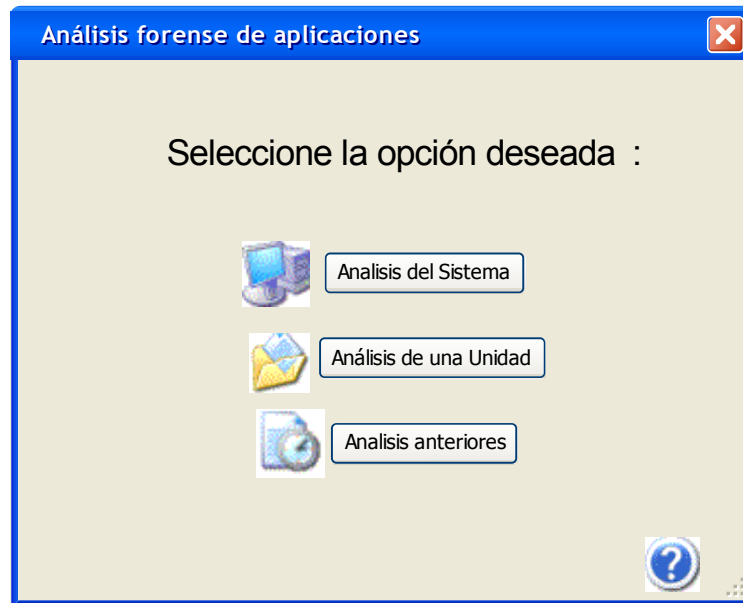 Análisis forense de aplicaciones
Seleccione la opción deseada :
Analisis del Sistema
Análisis de una Unidad
Analisis anteriores
?